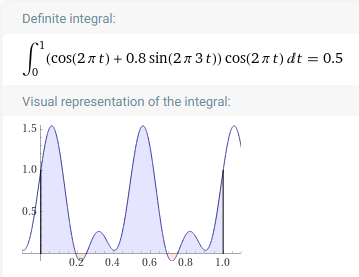 Definite integral:
∫₀¹ (cos(2 π t) + 0.8 sin(2 π 3 t)) cos(2 π t) dt = 0.5
Visual representation of the integral:
1.5
1.0
0.5
0.2 0.4 0.6 0.8 1.0